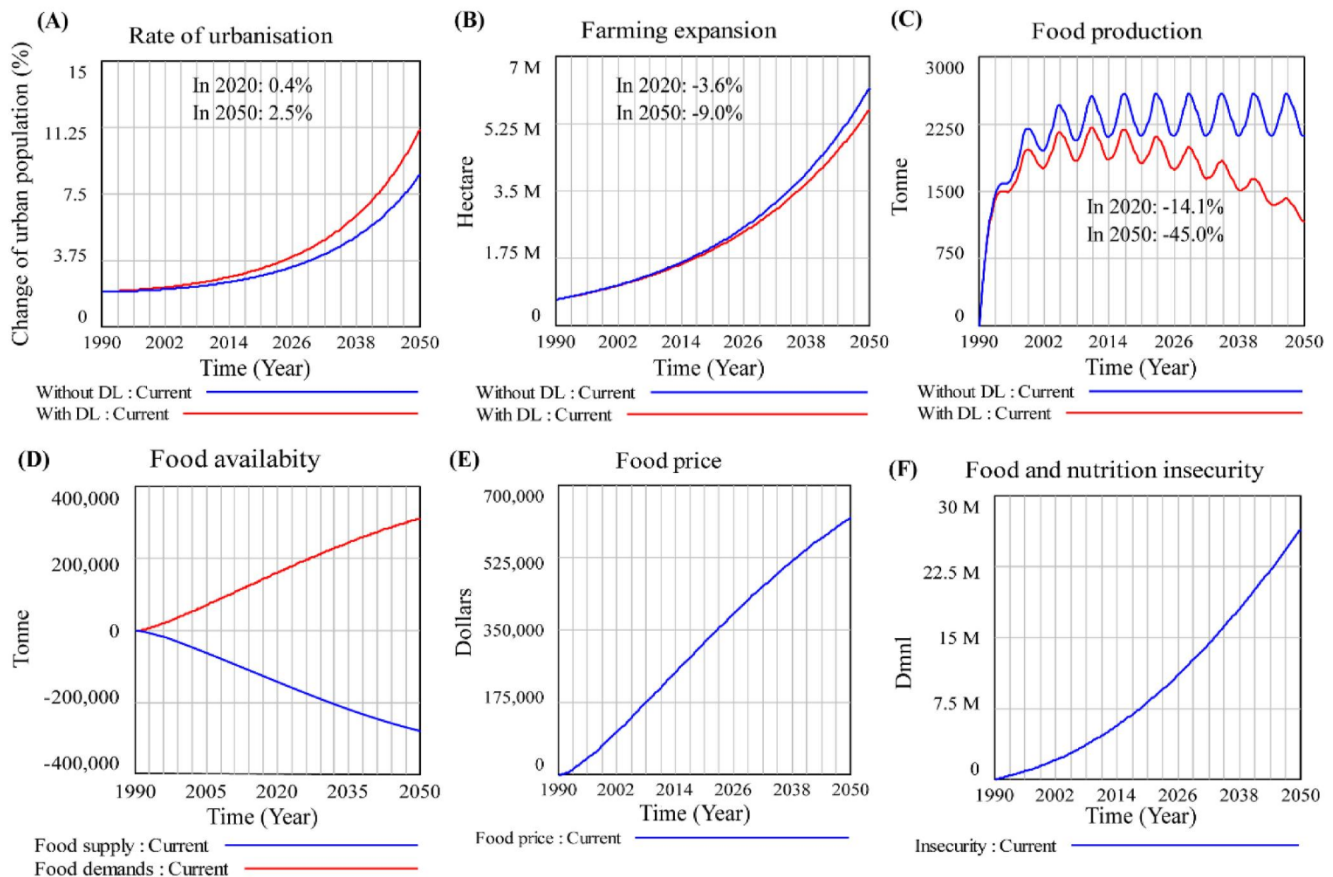 (A)
Rate of urbanisation
Change of urban population (%)
15
11.25
7.5
3.75
0
In 2020: 0.4%
In 2050: 2.5%
1990 2002 2014 2026 2038 2050
Time (Year)
Without DL : Current
With DL : Current
(B)
Farming expansion
Hectare
7 M
5.25 M
3.5 M
1.75 M
0
In 2020: -3.6%
In 2050: -9.0%
1990 2002 2014 2026 2038 2050
Time (Year)
Without DL : Current
With DL : Current
(C)
Food production
Tonne
3000
2250
1500
750
0
In 2020: -14.1%
In 2050: -45.0%
1990 2002 2014 2026 2038 2050
Time (Year)
Without DL : Current
With DL : Current
(D)
Food availabity
Tonne
400,000
200,000
0
-200,000
-400,000
1990 2005 2020 2035 2050
Time (Year)
Food supply : Current
Food demands : Current
(E)
Food price
Dollars
700,000
525,000
350,000
175,000
0
1990 2002 2014 2026 2038 2050
Time (Year)
Food price : Current
(F)
Food and nutrition insecurity
Dmnl
30 M
22.5 M
15 M
7.5 M
0
1990 2002 2014 2026 2038 2050
Time (Year)
Insecurity : Current